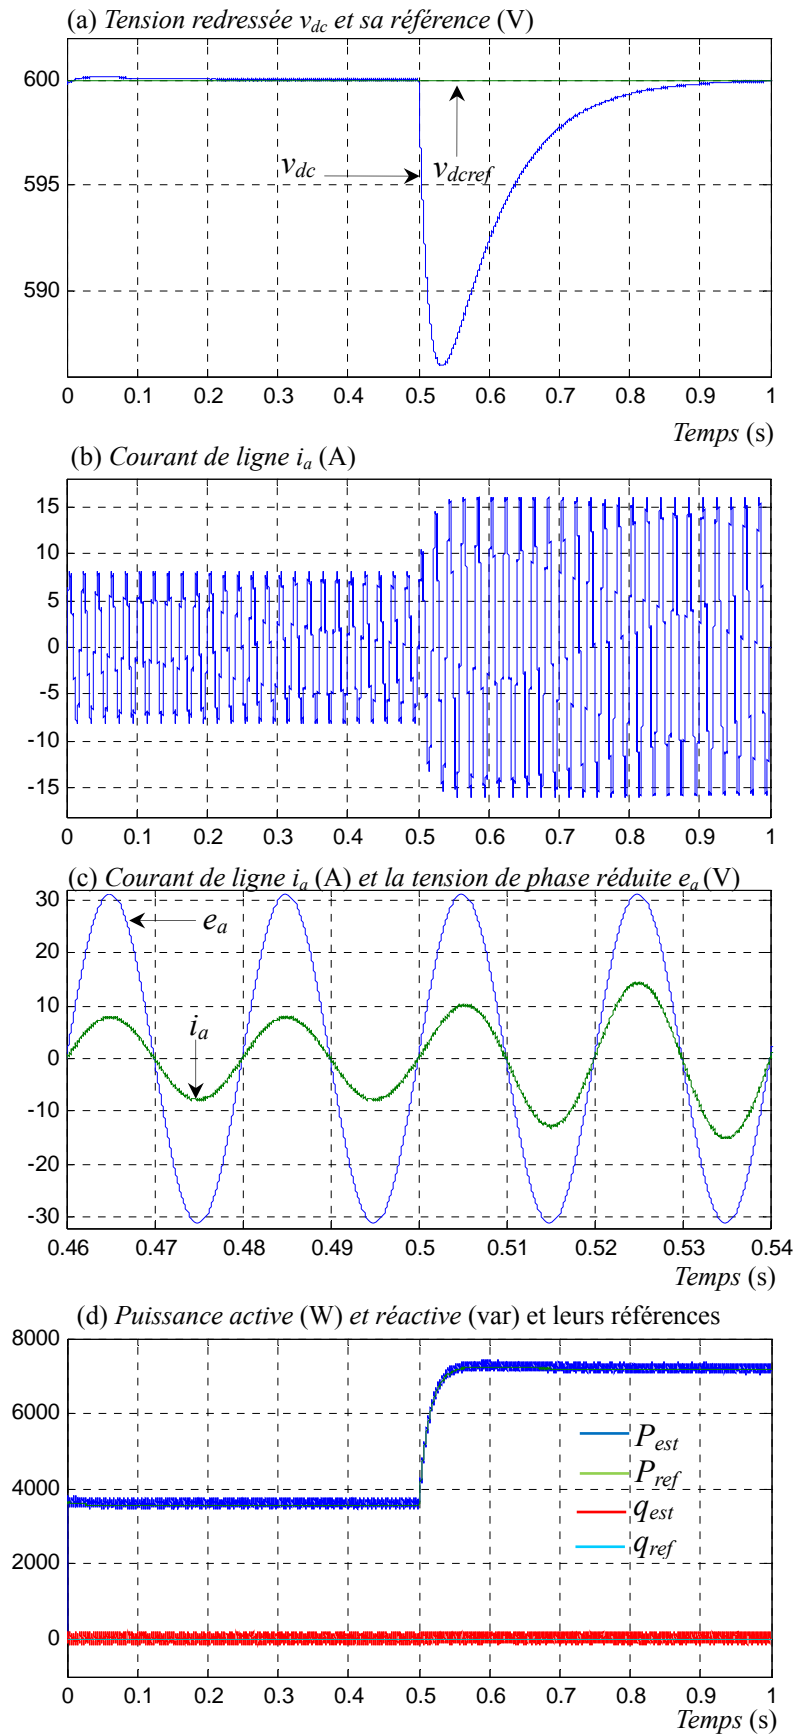 (a) Tension redressée vdc et sa référence (V)
600
595
590
vdc
vdcref
0 0.1 0.2 0.3 0.4 0.5 0.6 0.7 0.8 0.9 1
Temps (s)
(b) Courant de ligne ia (A)
15
10
5
0
-5
-10
-15
0 0.1 0.2 0.3 0.4 0.5 0.6 0.7 0.8 0.9 1
(c) Courant de ligne ia (A) et la tension de phase réduite ea (V)
30
20
10
0
-10
-20
-30
ea
ia
0.46 0.47 0.48 0.49 0.5 0.51 0.52 0.53 0.54
Temps (s)
(d) Puissance active (W) et réactive (var) et leurs références
8000
6000
4000
2000
0
Pest
Pref
qest
qref
0 0.1 0.2 0.3 0.4 0.5 0.6 0.7 0.8 0.9 1
Temps (s)